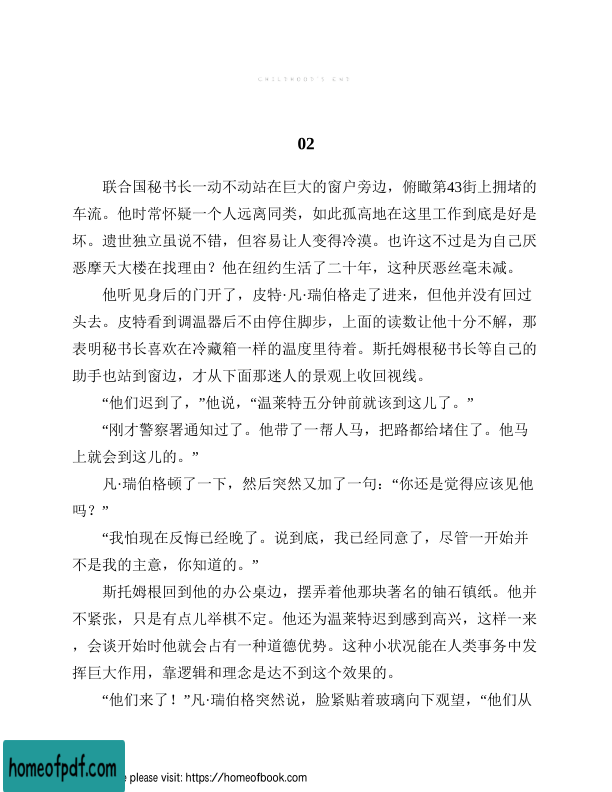 CHILDHOOD'S END
02
联合国秘书长一动不动站在巨大的窗户旁边，俯瞰第43街上拥堵的
车流。他时常怀疑一个人远离同类，如此孤高地在这里工作到底是好是
坏。遗世独立虽说不错，但容易让人变得冷漠。也许这不过是为自己厌
恶摩天大楼在找理由？他在纽约生活了二十年，这种厌恶丝毫未减。
他听见身后的门开了，皮特·凡·瑞伯格走了进来，但他并没有回过
头去。皮特看到调温器后不由停住脚步，上面的读数让他十分不解，那
表明秘书长喜欢在冷藏箱一样的温度里待着。斯托姆根秘书长等自己的
助手也站到窗边，才从下面那迷人的景观上收回视线。
“他们迟到了，”他说，“温莱特五分钟前就该到这儿了。”
“刚才警察署通知过了。他带了一帮人马，把路都给堵住了。他马
上就会到这儿的。”
凡·瑞伯格顿了一下，然后突然又加了一句：“你还是觉得应该见他
吗？”
“我怕现在反悔已经晚了。说到底，我已经同意了，尽管一开始并
不是我的主意，你知道的。”
斯托姆根回到他的办公桌边，摆弄着他那块著名的铀石镇纸。他并
不紧张，只是有点儿举棋不定。他还为温莱特迟到感到高兴，这样一来
，会谈开始时他就会占有一种道德优势。这种小状况能在人类事务中发
挥巨大作用，靠逻辑和理念是达不到这个效果的。
“他们来了！”凡·瑞伯格突然说，脸紧贴着玻璃向下观望，“他们从
homeofpdf.com
e please visit: https://homeofbook.com